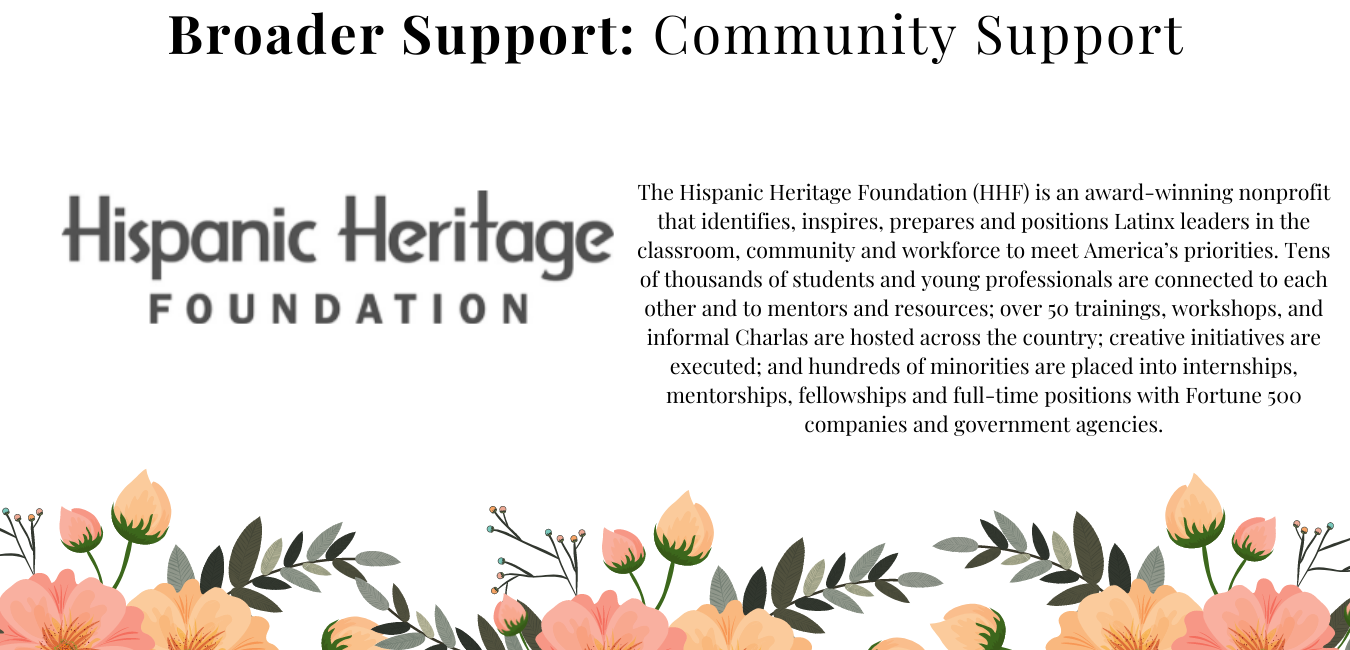 Broader Support: Community Support
Hispanic Heritage
FOUNDATION
The Hispanic Heritage Foundation (HHF) is an award-winning nonprofit
that identifies, inspires, prepares and positions Latinx leaders in the
classroom, community and workforce to meet America’s priorities. Tens
of thousands of students and young professionals are connected to each
other and to mentors and resources; over 50 trainings, workshops, and
informal Charlas are hosted across the country; creative initiatives are
executed; and hundreds of minorities are placed into internships,
mentorships, fellowships and full-time positions with Fortune 500
companies and government agencies.